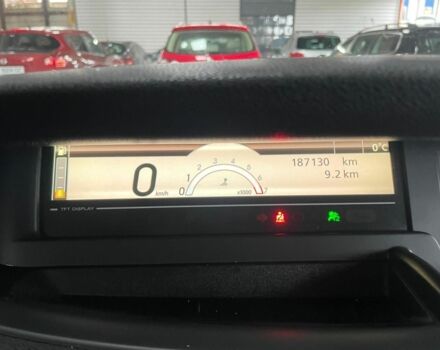 0°C
187130 km
9.2 km
0 km/h
0 1 2 3 4 5 6 7
x1000
TFT DISPLAY